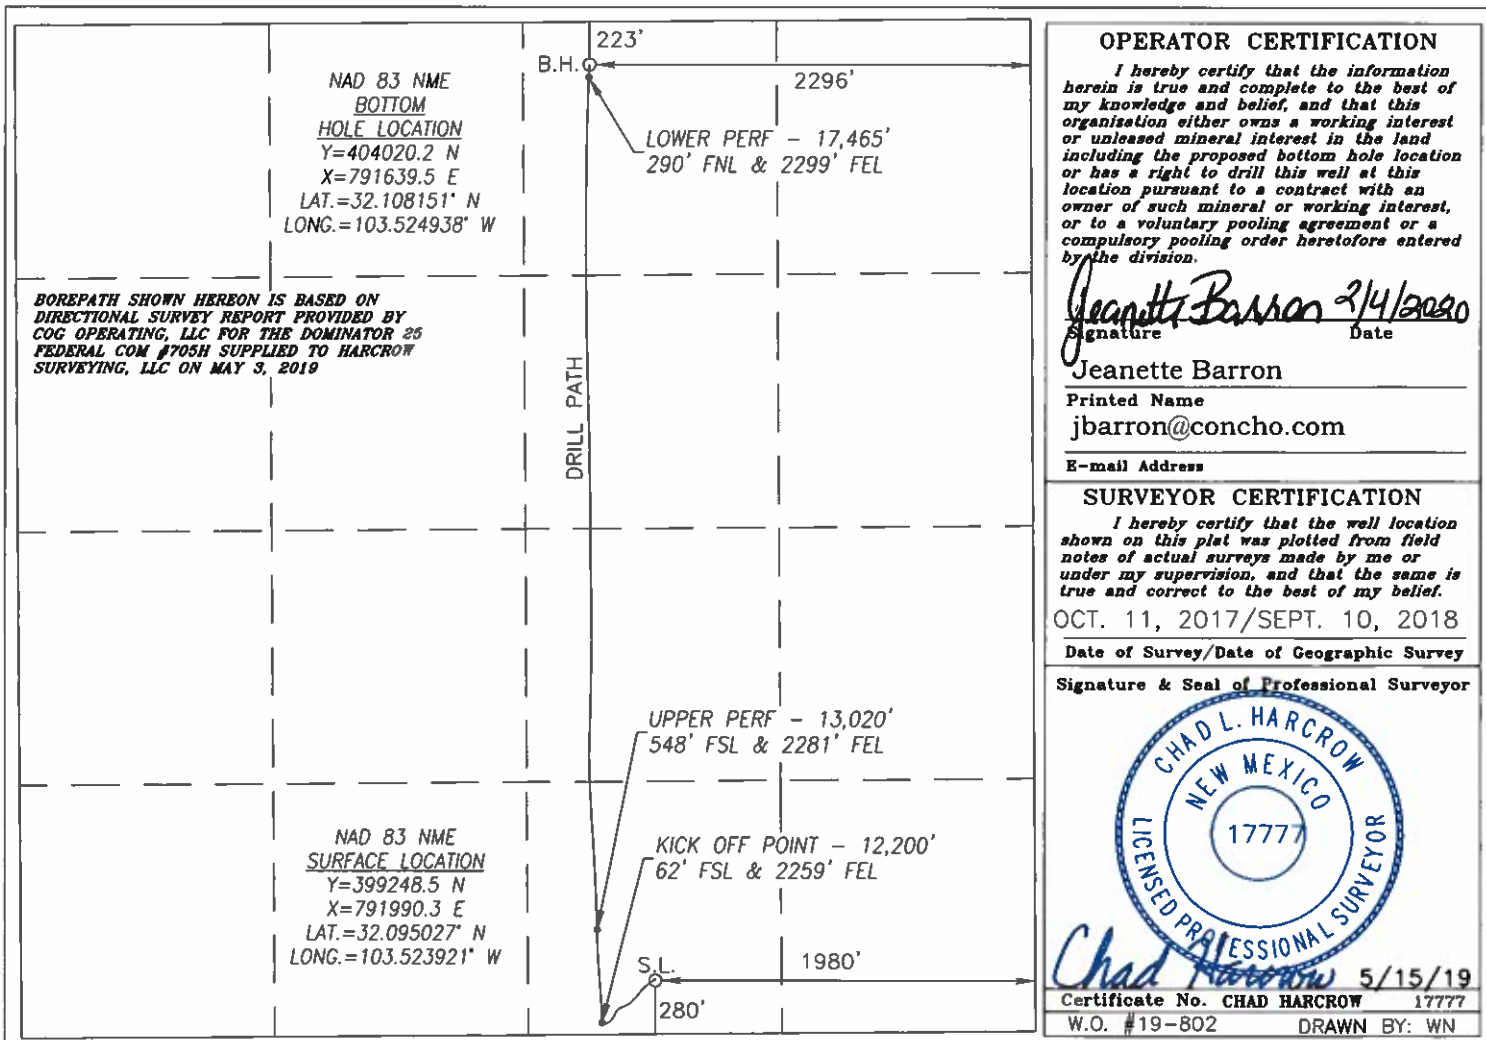 223'
B.H.
2296'
NAD 83 NME
BOTTOM
HOLE LOCATION
Y=404020.2 N
X=791639.5 E
LAT.=32.108151° N
LONG.=103.524938° W
LOWER PERF – 17,465'
290' FNL & 2299' FEL
BOREPATH SHOWN HEREON IS BASED ON
DIRECTIONAL SURVEY REPORT PROVIDED BY
COG OPERATING, LLC FOR THE DOMINATOR 25
FEDERAL COM #705H SUPPLIED TO HARCROW
SURVEYING, LLC ON MAY 3, 2019
DRILL PATH
UPPER PERF – 13,020'
548' FSL & 2281' FEL
KICK OFF POINT – 12,200'
62' FSL & 2259' FEL
NAD 83 NME
SURFACE LOCATION
Y=399248.5 N
X=791990.3 E
LAT.=32.095027° N
LONG.=103.523921° W
S.L.
1980'
280'
OPERATOR CERTIFICATION
I hereby certify that the information
herein is true and complete to the best of
my knowledge and belief, and that this
organization either owns a working interest
or unleased mineral interest in the land
including the proposed bottom hole location
or has a right to drill this well at this
location pursuant to a contract with an
owner of such mineral or working interest,
or to a voluntary pooling agreement or a
compulsory pooling order heretofore entered
by the division.
Jeanette Barron 2/4/2020
Signature Date
Jeanette Barron
Printed Name
jbarron@concho.com
E-mail Address
SURVEYOR CERTIFICATION
I hereby certify that the well location
shown on this plat was plotted from field
notes of actual surveys made by me or
under my supervision, and that the same is
true and correct to the best of my belief.
OCT. 11, 2017/SEPT. 10, 2018
Date of Survey/Date of Geographic Survey
Signature & Seal of Professional Surveyor
CHAD L. HARCROW
NEW MEXICO
17777
LICENSED PROFESSIONAL SURVEYOR
Chad Harcrow 5/15/19
Certificate No. CHAD HARCROW 17777
W.O. #19-802 DRAWN BY: WN